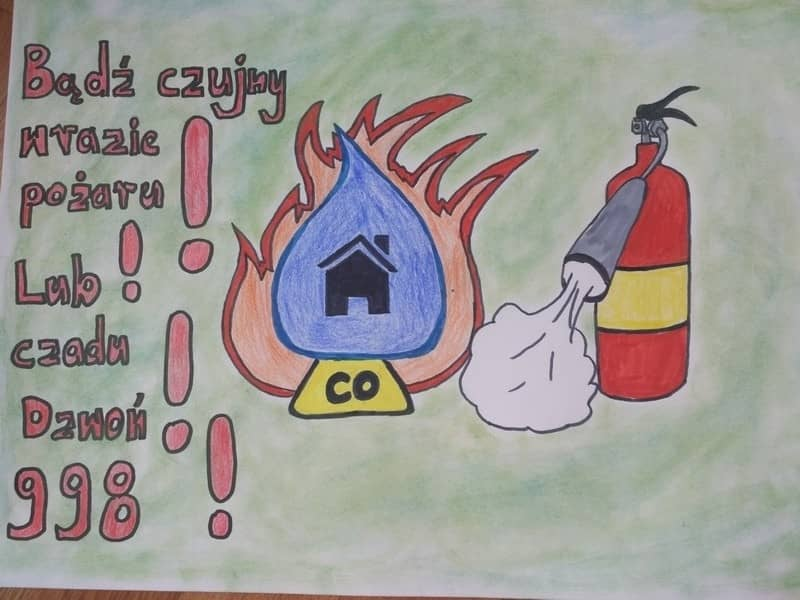 Bądź czujny
wrazie
pożaru !
Lub !
czadu !
Dzwoń
998 !
CO